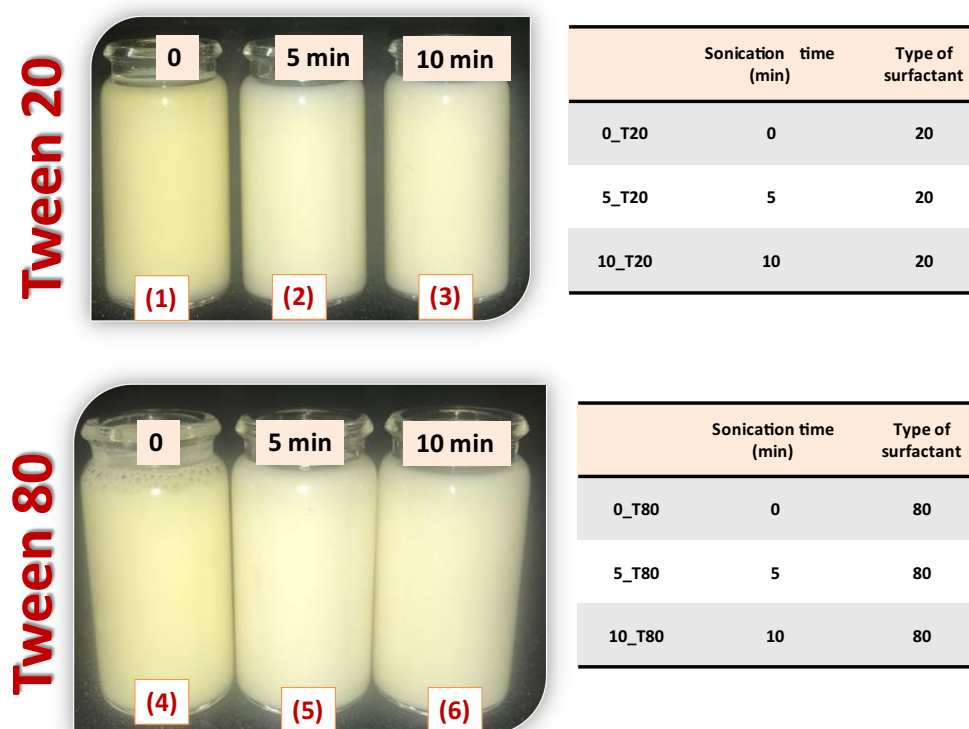 Tween 20
0
5 min
10 min
(1)
(2)
(3)
Sonication time
(min)
Type of
surfactant
0_T20 0 20
5_T20 5 20
10_T20 10 20
Tween 80
0
5 min
10 min
(4)
(5)
(6)
Sonication time
(min)
Type of
surfactant
0_T80 0 80
5_T80 5 80
10_T80 10 80